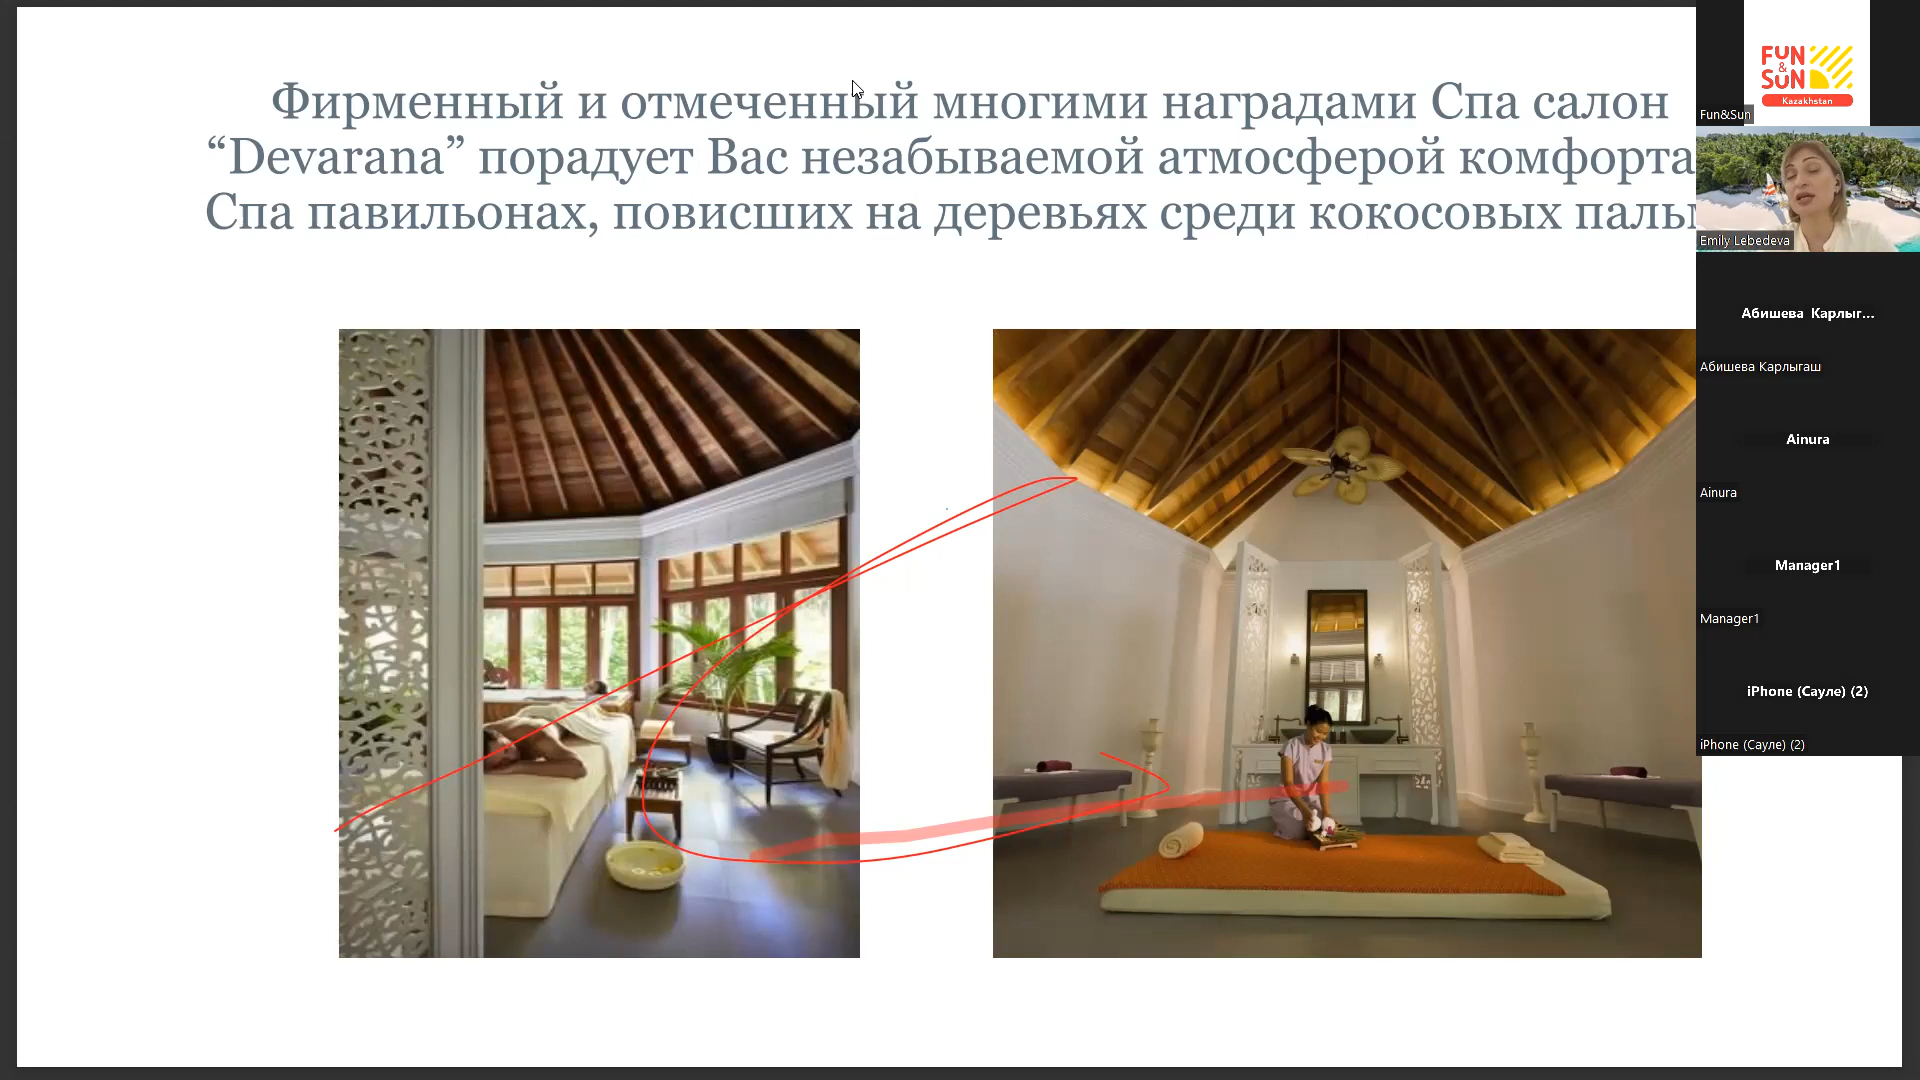 Фирменный и отмеченный многими наградами Спа салон
“Devarana” порадует Вас незабываемой атмосферой комфорта
Спа павильонах, повисших на деревьях среди кокосовых
FUN
&
SUN
Kazakhstan
Fun&Sun
Emily Lebedeva
Абишева Карлыг...
Абишева Карлыгаш
Ainura
Ainura
Manager1
Manager1
iPhone (Сауле) (2)
iPhone (Сауле) (2)